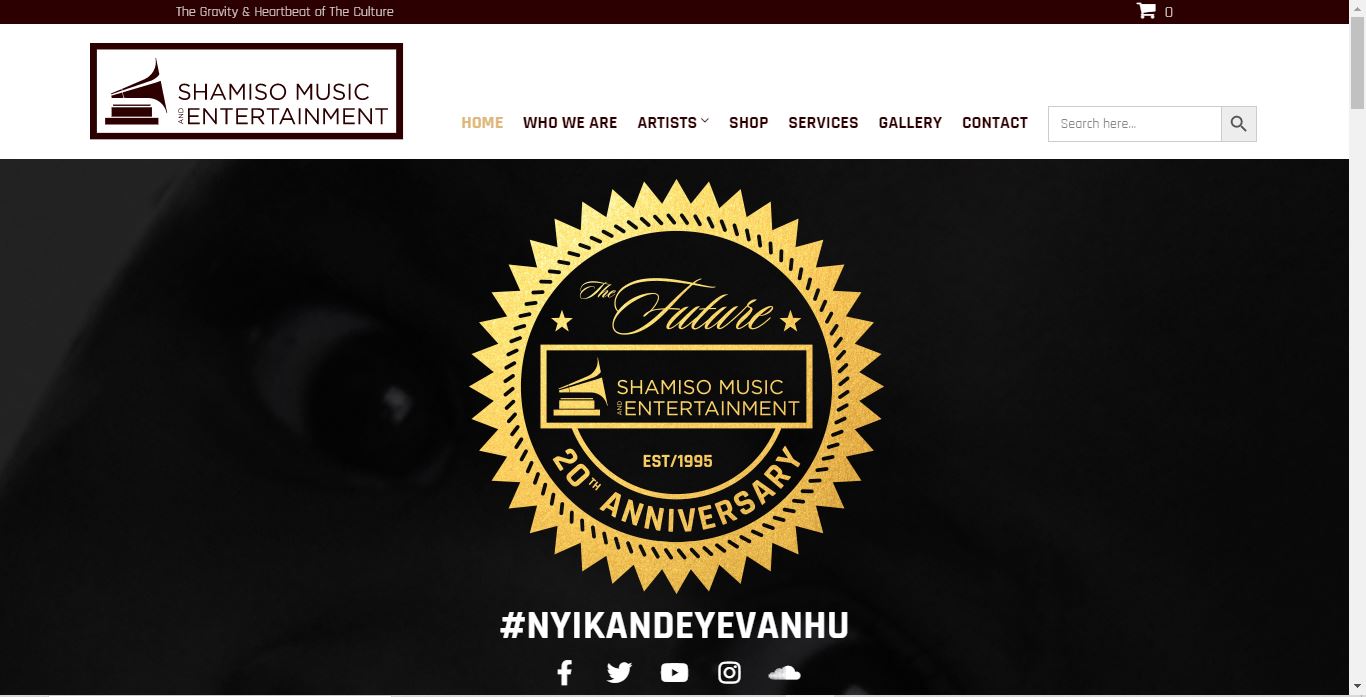 The Gravity & Heartbeat of The Culture
0
SHAMISO MUSIC
AND ENTERTAINMENT
HOME WHO WE ARE ARTISTS SHOP SERVICES GALLERY CONTACT Search here...
The Future
SHAMISO MUSIC
AND ENTERTAINMENT
EST/1995
20TH ANNIVERSARY
#NYIKANDEYEVANHU